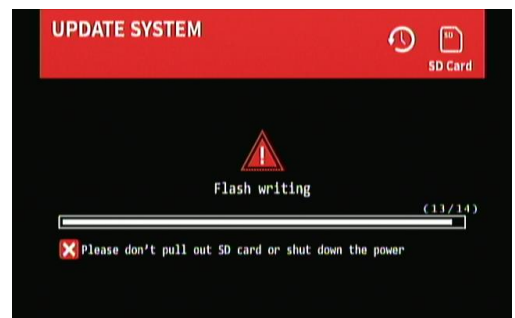 UPDATE SYSTEM
SD
SD Card
!
Flash writing
(13/14)
Please don't pull out SD card or shut down the power